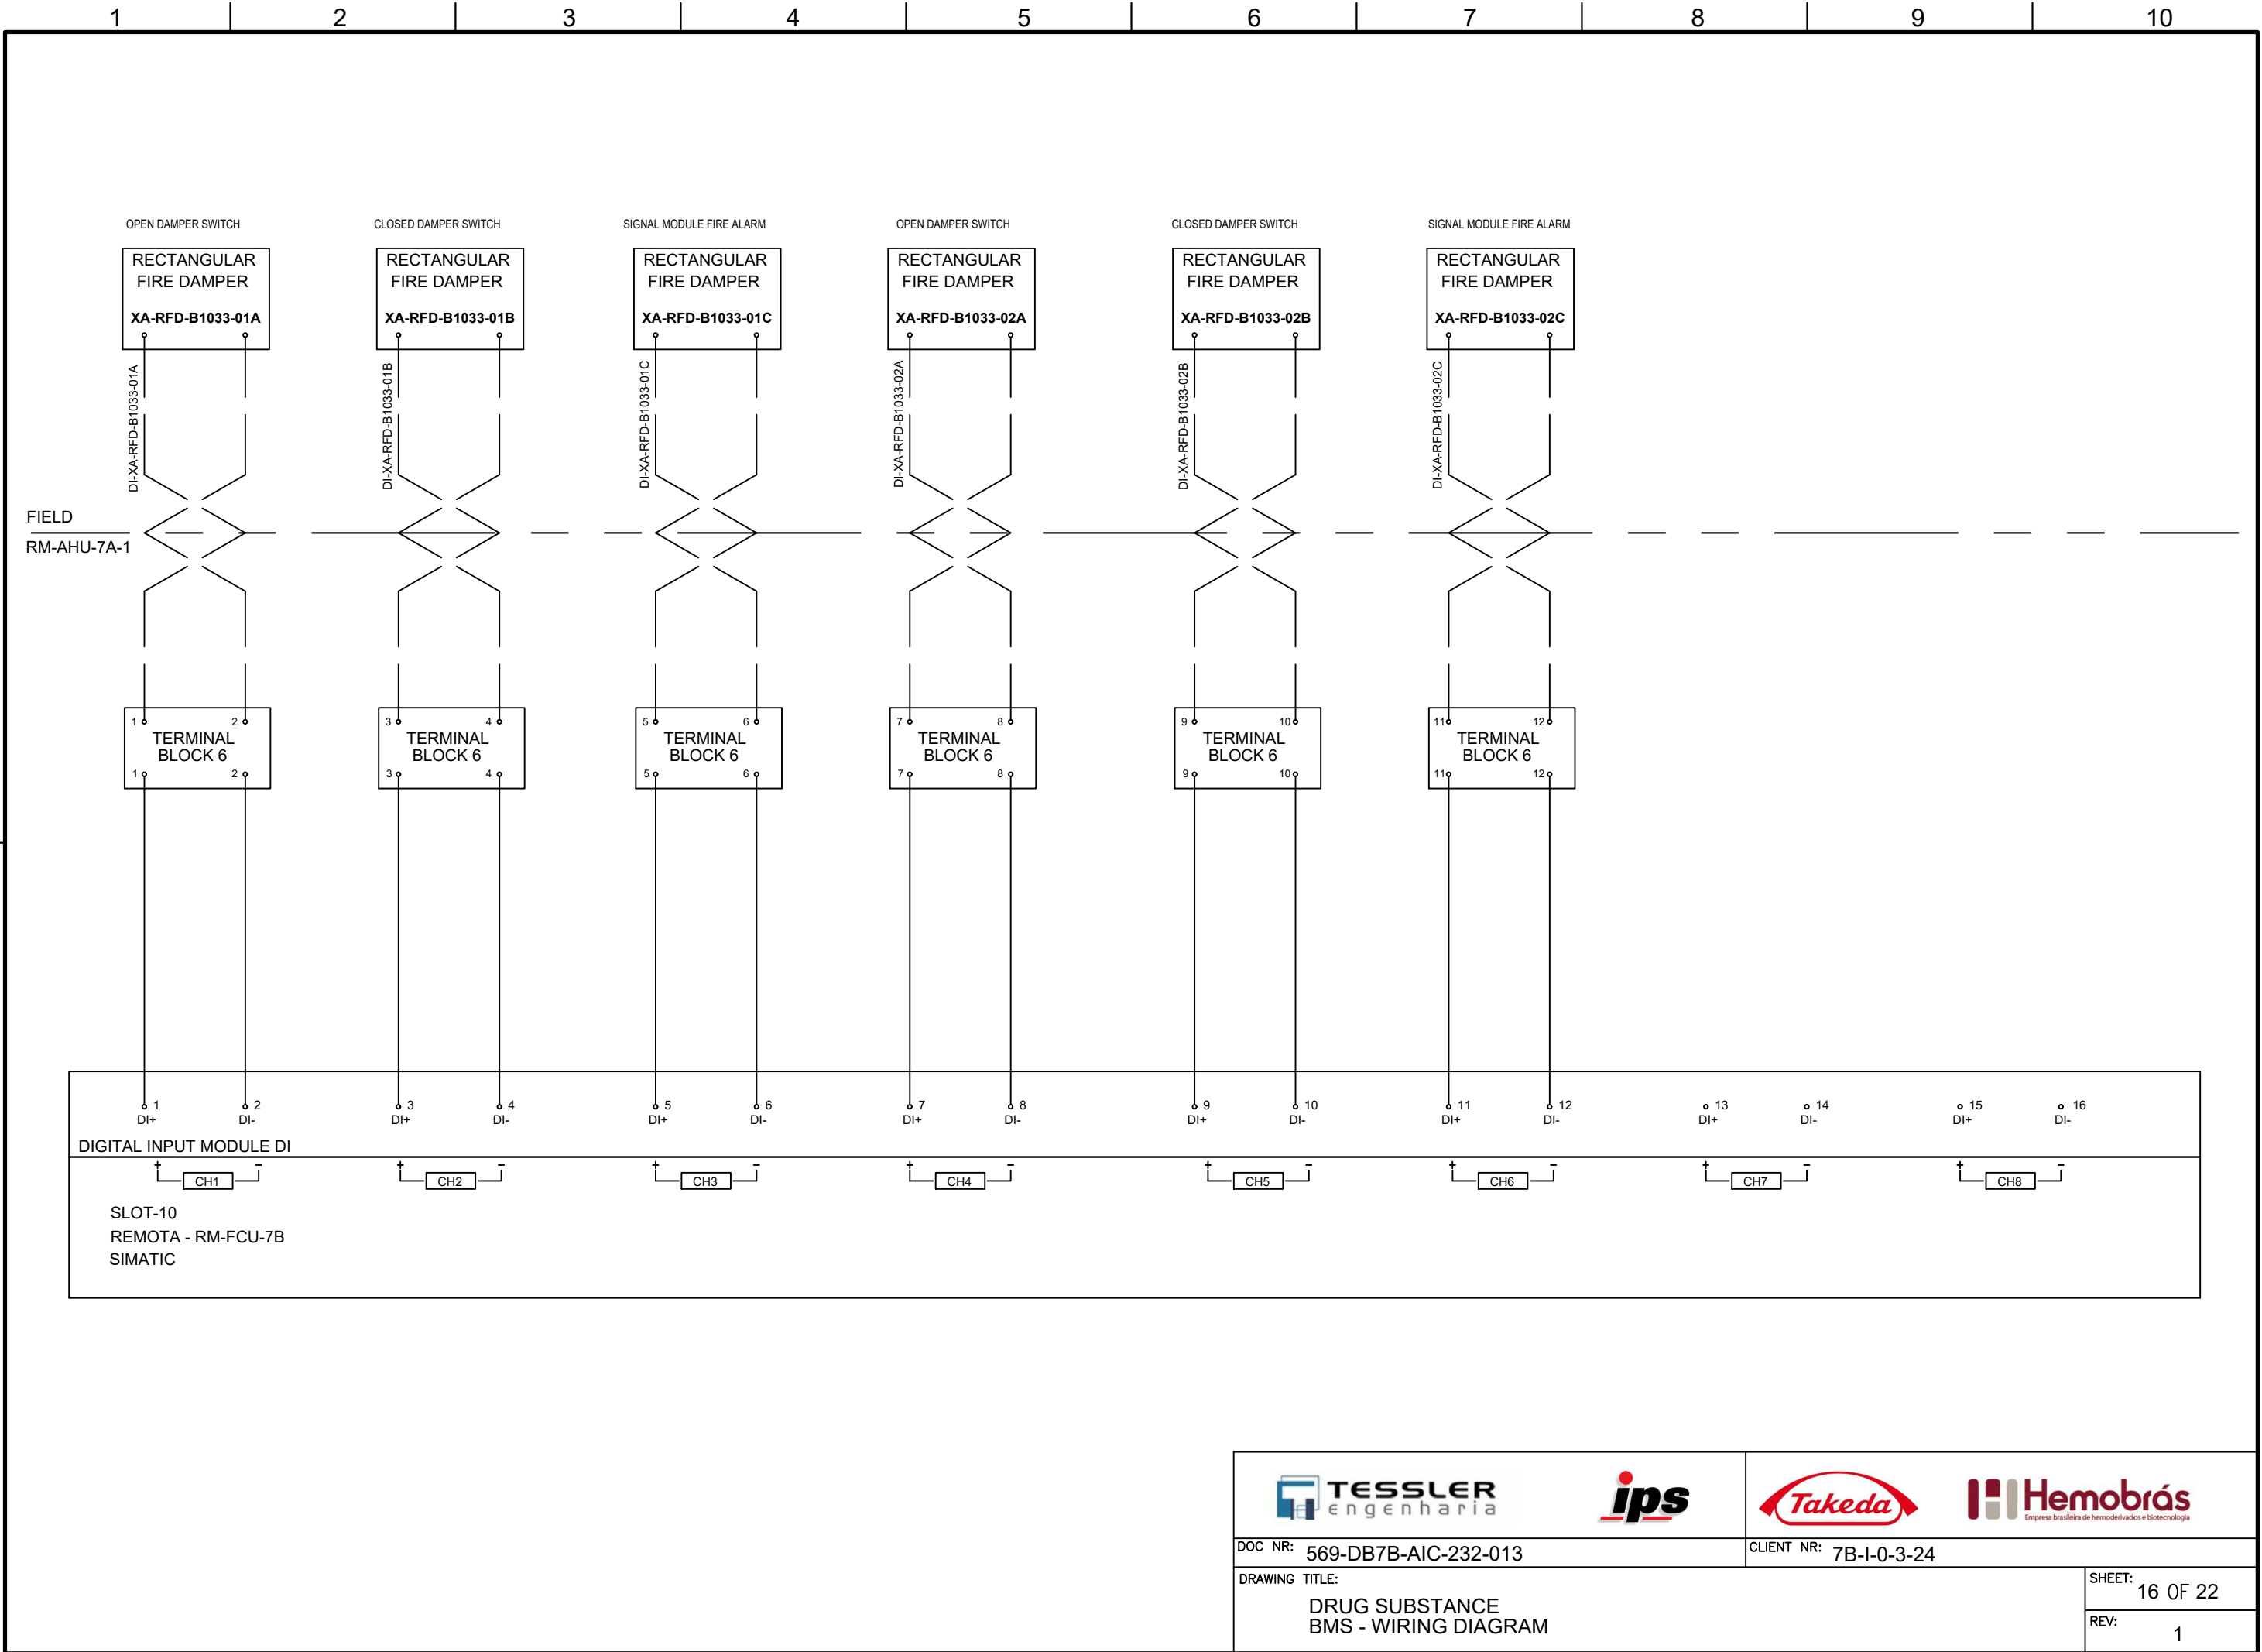 1 2 3 4 5 6 7 8 9 10
OPEN DAMPER SWITCH
CLOSED DAMPER SWITCH
SIGNAL MODULE FIRE ALARM
OPEN DAMPER SWITCH
CLOSED DAMPER SWITCH
SIGNAL MODULE FIRE ALARM
RECTANGULAR
FIRE DAMPER
XA-RFD-B1033-01A
RECTANGULAR
FIRE DAMPER
XA-RFD-B1033-01B
RECTANGULAR
FIRE DAMPER
XA-RFD-B1033-01C
RECTANGULAR
FIRE DAMPER
XA-RFD-B1033-02A
RECTANGULAR
FIRE DAMPER
XA-RFD-B1033-02B
RECTANGULAR
FIRE DAMPER
XA-RFD-B1033-02C
DI-XA-RFD-B1033-01A
DI-XA-RFD-B1033-01B
DI-XA-RFD-B1033-01C
DI-XA-RFD-B1033-02A
DI-XA-RFD-B1033-02B
DI-XA-RFD-B1033-02C
FIELD
RM-AHU-7A-1
1 2
TERMINAL
BLOCK 6
1 2
3 4
TERMINAL
BLOCK 6
3 4
5 6
TERMINAL
BLOCK 6
5 6
7 8
TERMINAL
BLOCK 6
7 8
9 10
TERMINAL
BLOCK 6
9 10
11 12
TERMINAL
BLOCK 6
11 12
1 2 3 4 5 6 7 8 9 10 11 12 13 14 15 16
DI+ DI- DI+ DI- DI+ DI- DI+ DI- DI+ DI- DI+ DI- DI+ DI- DI+ DI-
DIGITAL INPUT MODULE DI
+ - + - + - + - + - + - + - + -
CH1 CH2 CH3 CH4 CH5 CH6 CH7 CH8
SLOT-10
REMOTA - RM-FCU-7B
SIMATIC
TESSLER
engenharia
ips
Takeda
Hemobrás
Empresa brasileira de hemoderivados e biotecnologia
DOC NR: 569-DB7B-AIC-232-013
CLIENT NR: 7B-I-0-3-24
DRAWING TITLE:
DRUG SUBSTANCE
BMS - WIRING DIAGRAM
SHEET: 16 OF 22
REV: 1